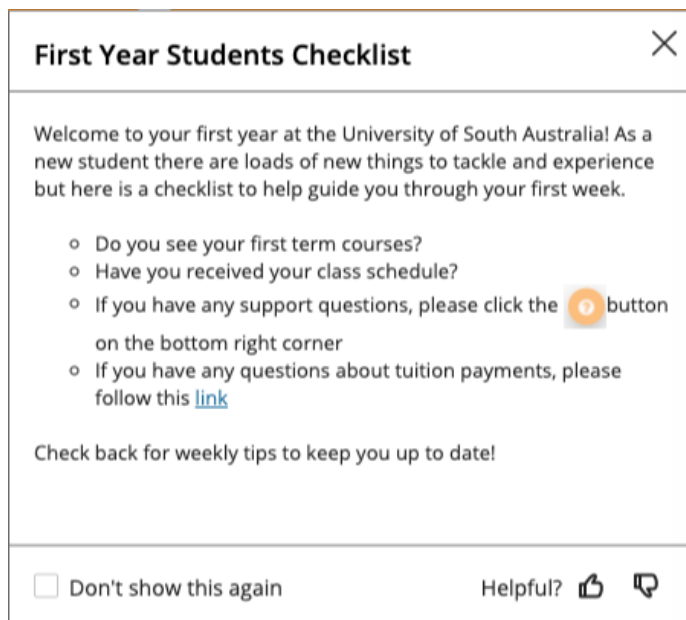 First Year Students Checklist
Welcome to your first year at the University of South Australia! As a
new student there are loads of new things to tackle and experience
but here is a checklist to help guide you through your first week.
Do you see your first term courses?
Have you received your class schedule?
If you have any support questions, please click the ? button
on the bottom right corner
If you have any questions about tuition payments, please
follow this link
Check back for weekly tips to keep you up to date!
Don't show this again Helpful?